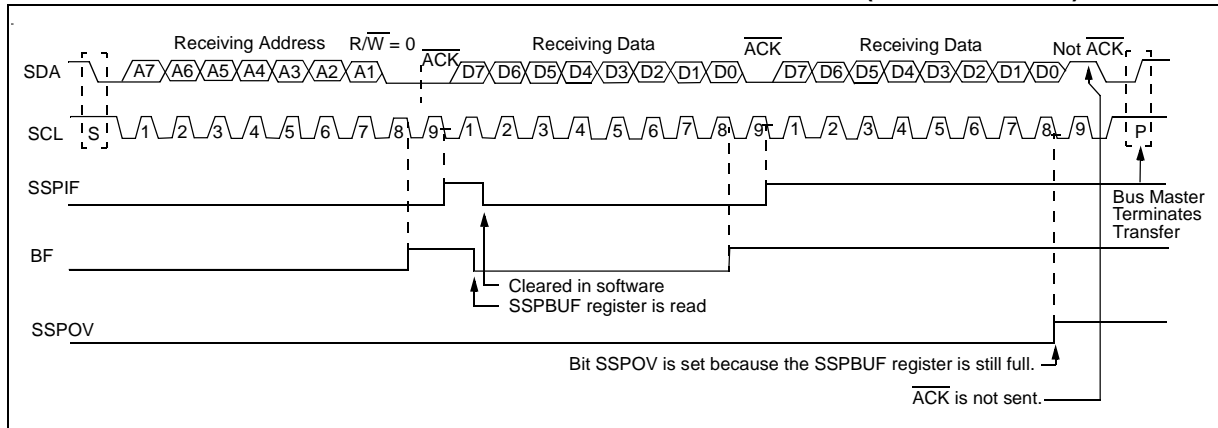 Receiving Address R/W = 0 ACK Receiving Data ACK Receiving Data Not ACK
SDA A7 A6 A5 A4 A3 A2 A1 D7 D6 D5 D4 D3 D2 D1 D0 D7 D6 D5 D4 D3 D2 D1 D0
SCL S 1 2 3 4 5 6 7 8 9 1 2 3 4 5 6 7 8 9 1 2 3 4 5 6 7 8 9 P
SSPIF
Bus Master
Terminates
Transfer
BF
Cleared in software
SSPBUF register is read
SSPOV
Bit SSPOV is set because the SSPBUF register is still full.
ACK is not sent.